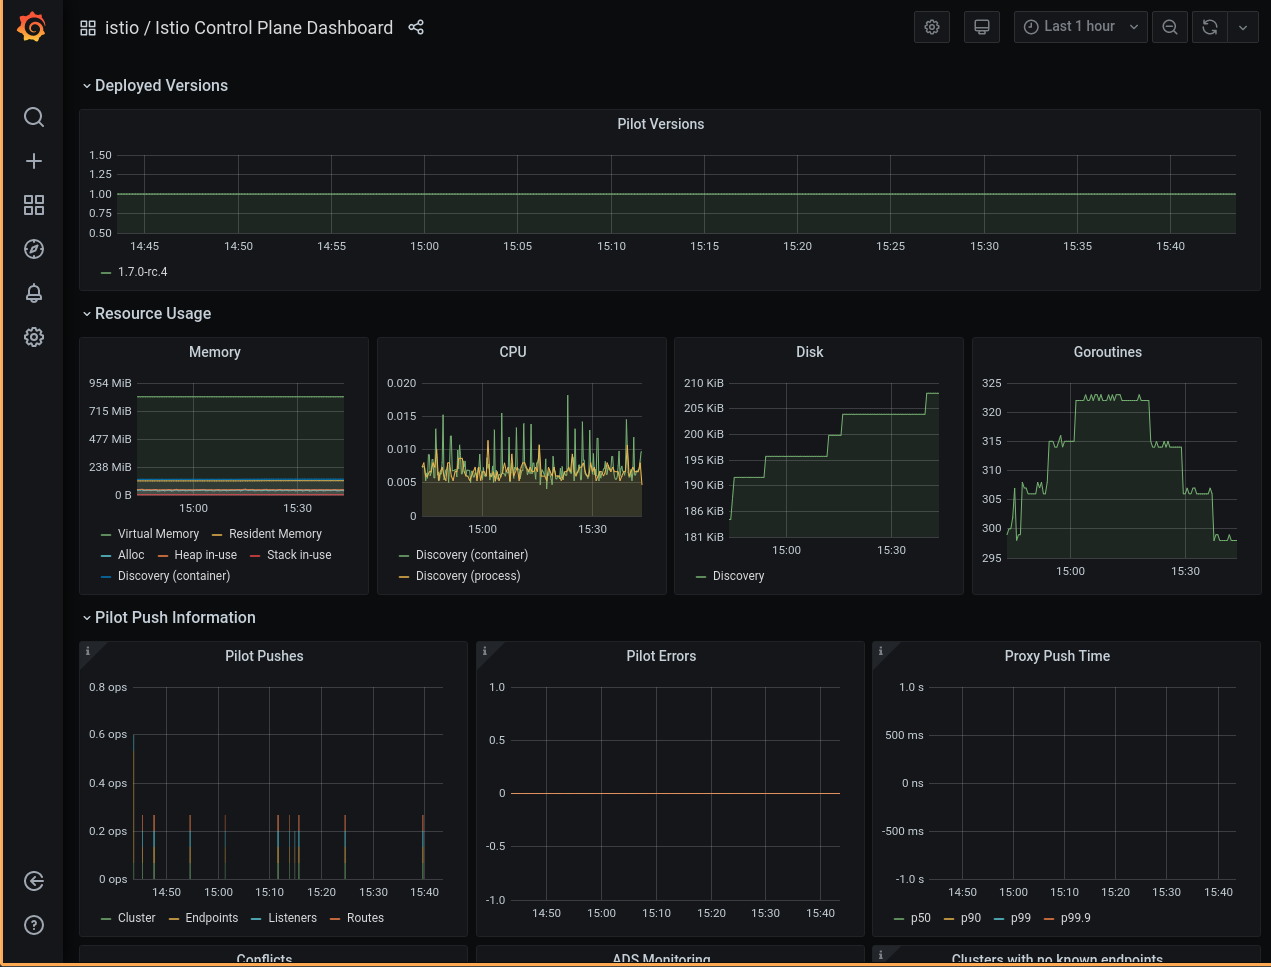 istio / Istio Control Plane Dashboard
Last 1 hour
Deployed Versions
Pilot Versions
1.50
1.25
1.00
0.75
0.50
14:45 14:50 14:55 15:00 15:05 15:10 15:15 15:20 15:25 15:30 15:35 15:40
1.7.0-rc.4
Resource Usage
Memory
954 MiB
715 MiB
477 MiB
238 MiB
0 B
15:00 15:30
Virtual Memory Resident Memory
Alloc Heap in-use Stack in-use
Discovery (container)
CPU
0.020
0.015
0.010
0.005
0
15:00 15:30
Discovery (container)
Discovery (process)
Disk
210 KiB
205 KiB
200 KiB
195 KiB
190 KiB
186 KiB
181 KiB
15:00 15:30
Discovery
Goroutines
325
320
315
310
305
300
295
15:00 15:30
Pilot Push Information
Pilot Pushes
0.8 ops
0.6 ops
0.4 ops
0.2 ops
0 ops
14:50 15:00 15:10 15:20 15:30 15:40
Cluster Endpoints Listeners Routes
Pilot Errors
1.0
0.5
0
-0.5
-1.0
14:50 15:00 15:10 15:20 15:30 15:40
Proxy Push Time
1.0 s
500 ms
0 ns
-500 ms
-1.0 s
14:50 15:00 15:10 15:20 15:30 15:40
p50 p90 p99 p99.9
Conflicts
ADS Monitoring
Clusters with no known endpoints